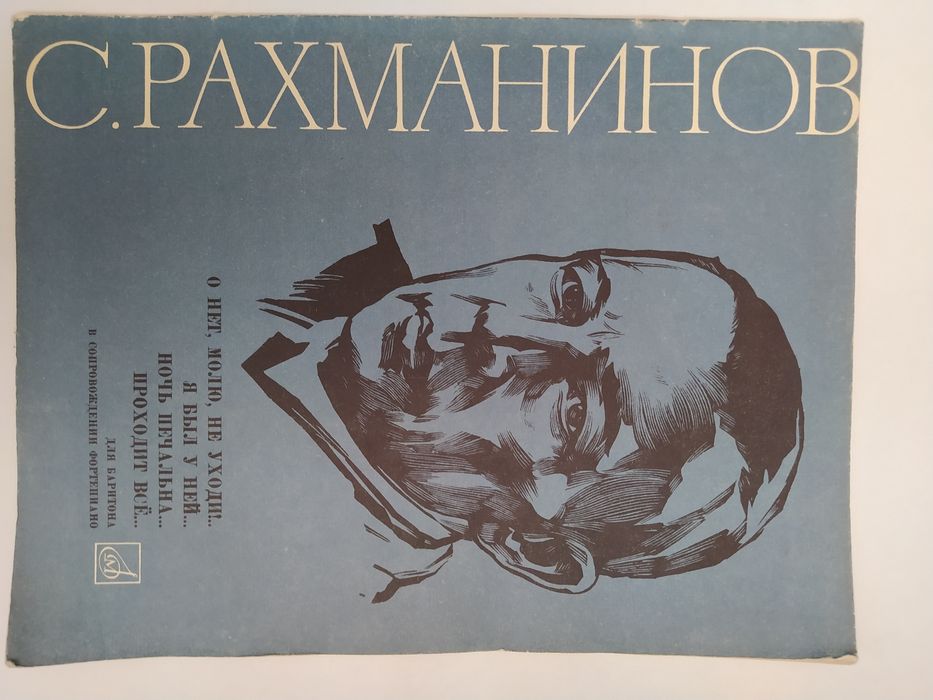 С. РАХМАНИНОВ
О НЕТ, МОЛЮ, НЕ УХОДИ!..
Я БЫЛ У НЕЙ...
НОЧЬ ПЕЧАЛЬНА...
ПРОХОДИТ ВСЁ...
ДЛЯ БАРИТОНА
В СОПРОВОЖДЕНИИ ФОРТЕПИАНО